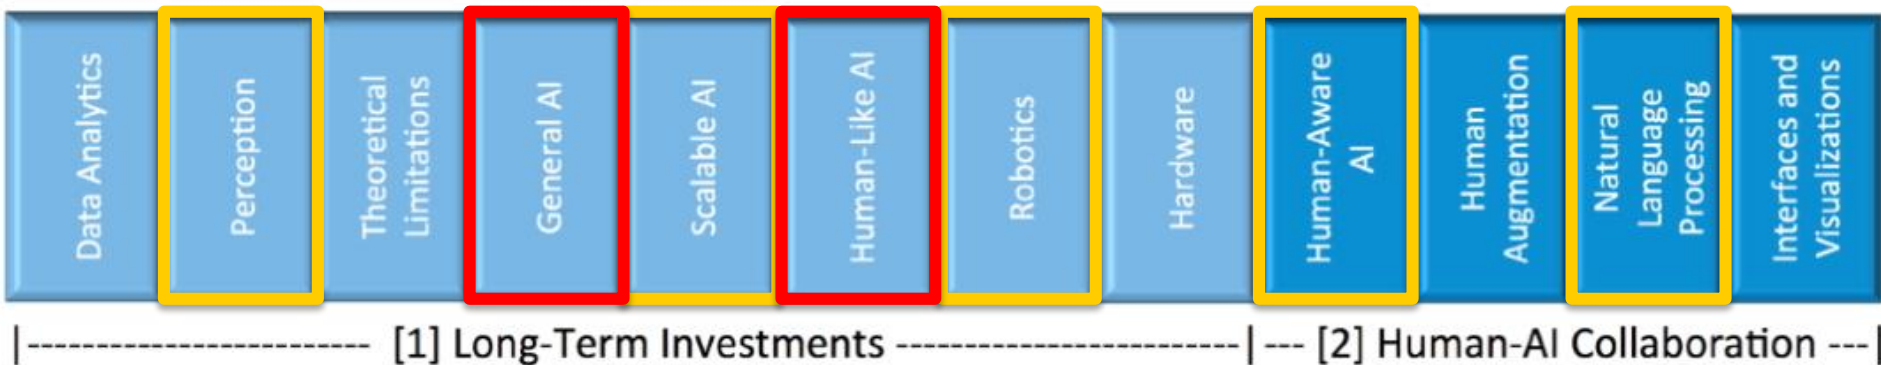 Data Analytics
Perception
Theoretical
Limitations
General AI
Scalable AI
Human-Like AI
Robotics
Hardware
Human-Aware
AI
Human
Augmentation
Natural
Language
Processing
Interfaces and
Visualizations
|------------------------- [1] Long-Term Investments -------------------------| --- [2] Human-AI Collaboration ---|